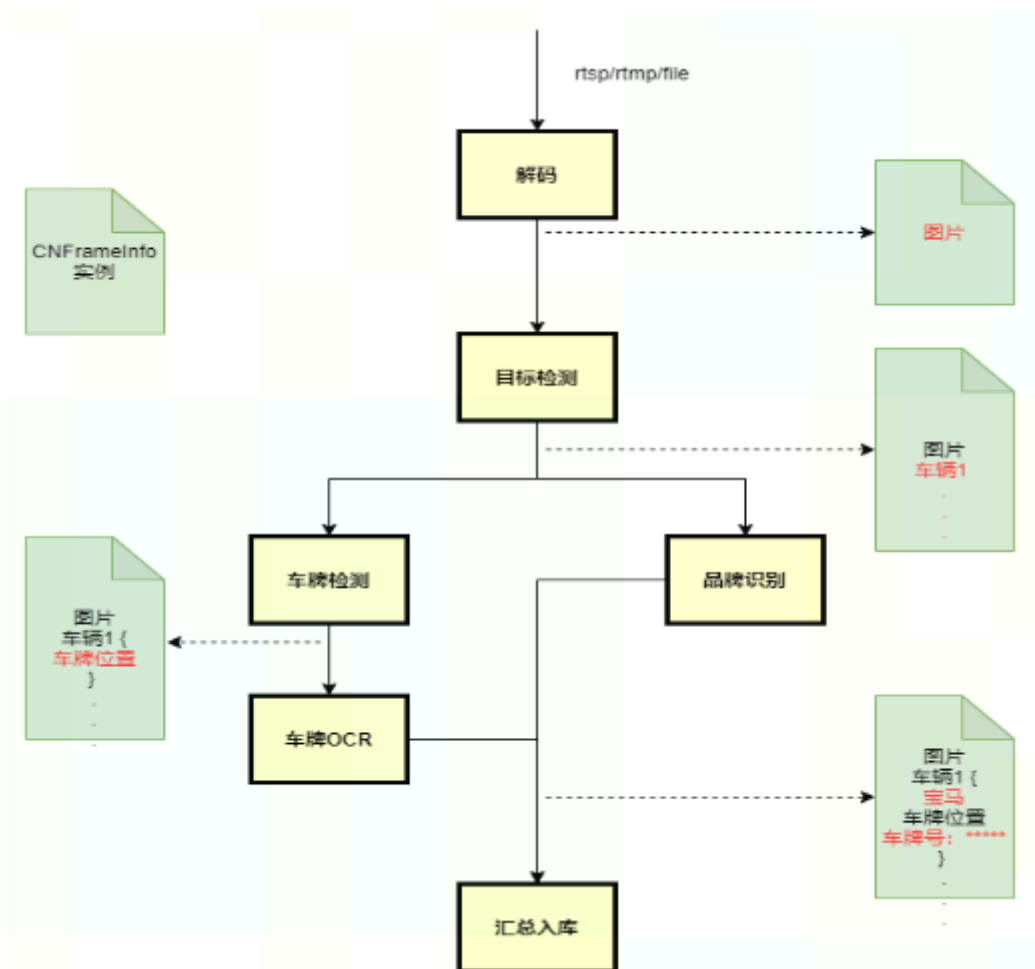 rtsp/rtmp/file
解码
图片
CNFrameInfo
实例
目标检测
图片
车辆1
.
.
.
车牌检测
品牌识别
图片
车辆1 {
车牌位置
}
.
.
.
车牌OCR
图片
车辆1 {
宝马
车牌位置
车牌号: *****
}
.
.
.
汇总入库